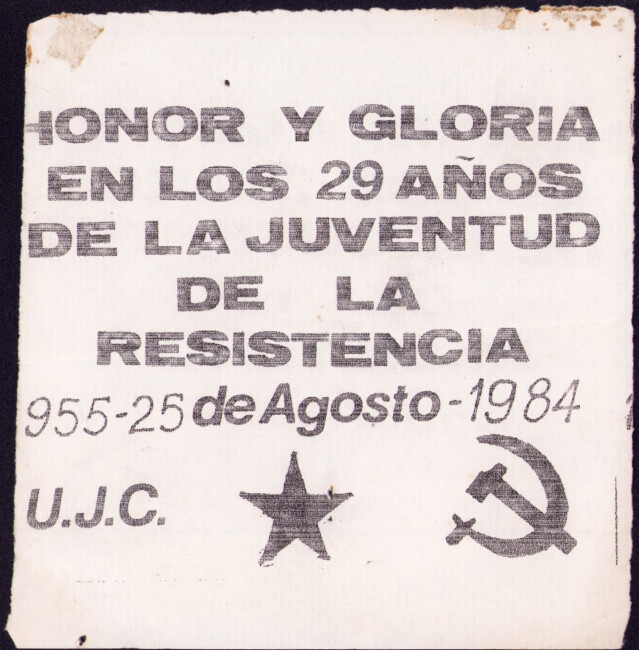 HONOR Y GLORIA
EN LOS 29 AÑOS
DE LA JUVENTUD
DE LA
RESISTENCIA
955-25 de Agosto-1984
U.J.C.